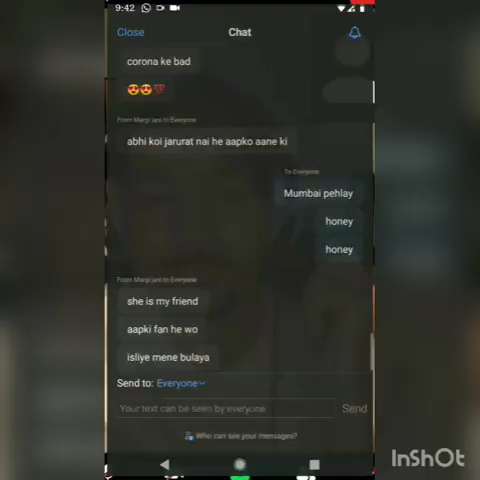 9:42
Close
Chat
corona ke bad
😍😍💯
From Margi jani to Everyone
abhi koi jarurat nai he aapko aane ki
To Everyone
Mumbai pehlay
honey
honey
From Margi jani to Everyone
she is my friend
aapki fan he wo
isliye mene bulaya
Send to: Everyone
Your text can be seen by everyone
Send
Who can see your messages?
InShOt